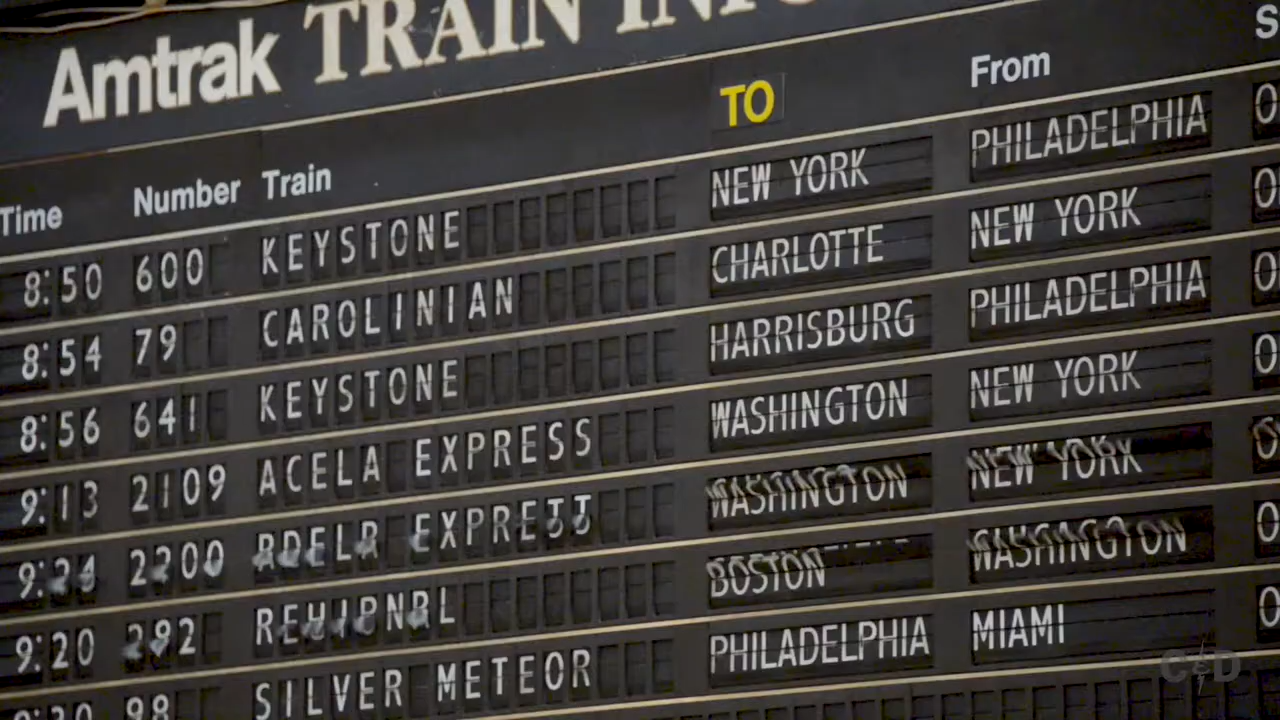 Amtrak TRAIN INFO
Time Number Train TO From S
8:50 600 KEYSTONE NEW YORK PHILADELPHIA O
8:54 79 CAROLINIAN CHARLOTTE NEW YORK O
8:56 641 KEYSTONE HARRISBURG PHILADELPHIA O
9:13 2109 ACELA EXPRESS WASHINGTON NEW YORK O
WASHINGTON NEW YORK
9:20 BOSTON WASHINGTON O
98 SILVER METEOR PHILADELPHIA MIAMI O
C&D